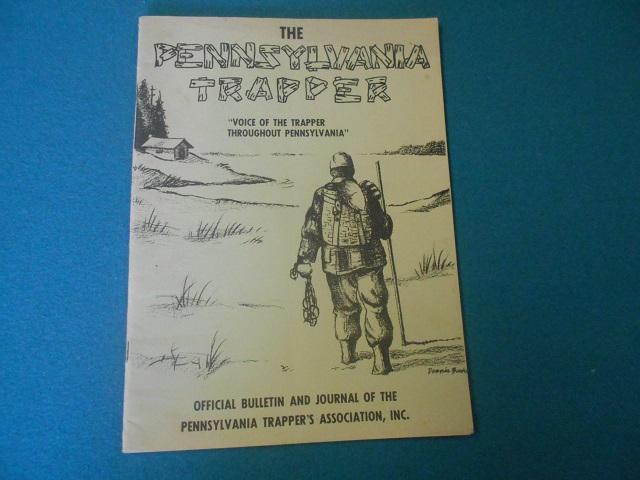 THE
PENNSYLVANIA
TRAPPER
"VOICE OF THE TRAPPER
THROUGHOUT PENNSYLVANIA"
Dennis
OFFICIAL BULLETIN AND JOURNAL OF THE
PENNSYLVANIA TRAPPER'S ASSOCIATION, INC.